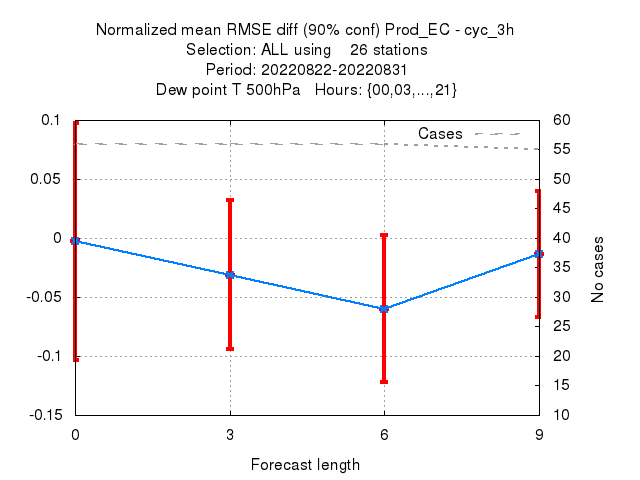 Normalized mean RMSE diff (90% conf) Prod_EC - cyc_3h
Selection: ALL using 26 stations
Period: 20220822-20220831
Dew point T 500hPa Hours: {00,03,...,21}
Cases
0.1
0.05
0
-0.05
-0.1
-0.15
60
55
50
45
40
35
30
25
20
15
10
No cases
0 3 6 9
Forecast length